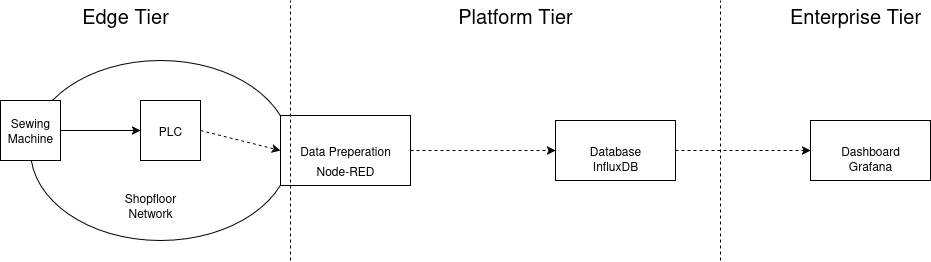 Edge Tier
Platform Tier
Enterprise Tier
Sewing
Machine
PLC
Shopfloor
Network
Data Preperation
Node-RED
Database
InfluxDB
Dashboard
Grafana